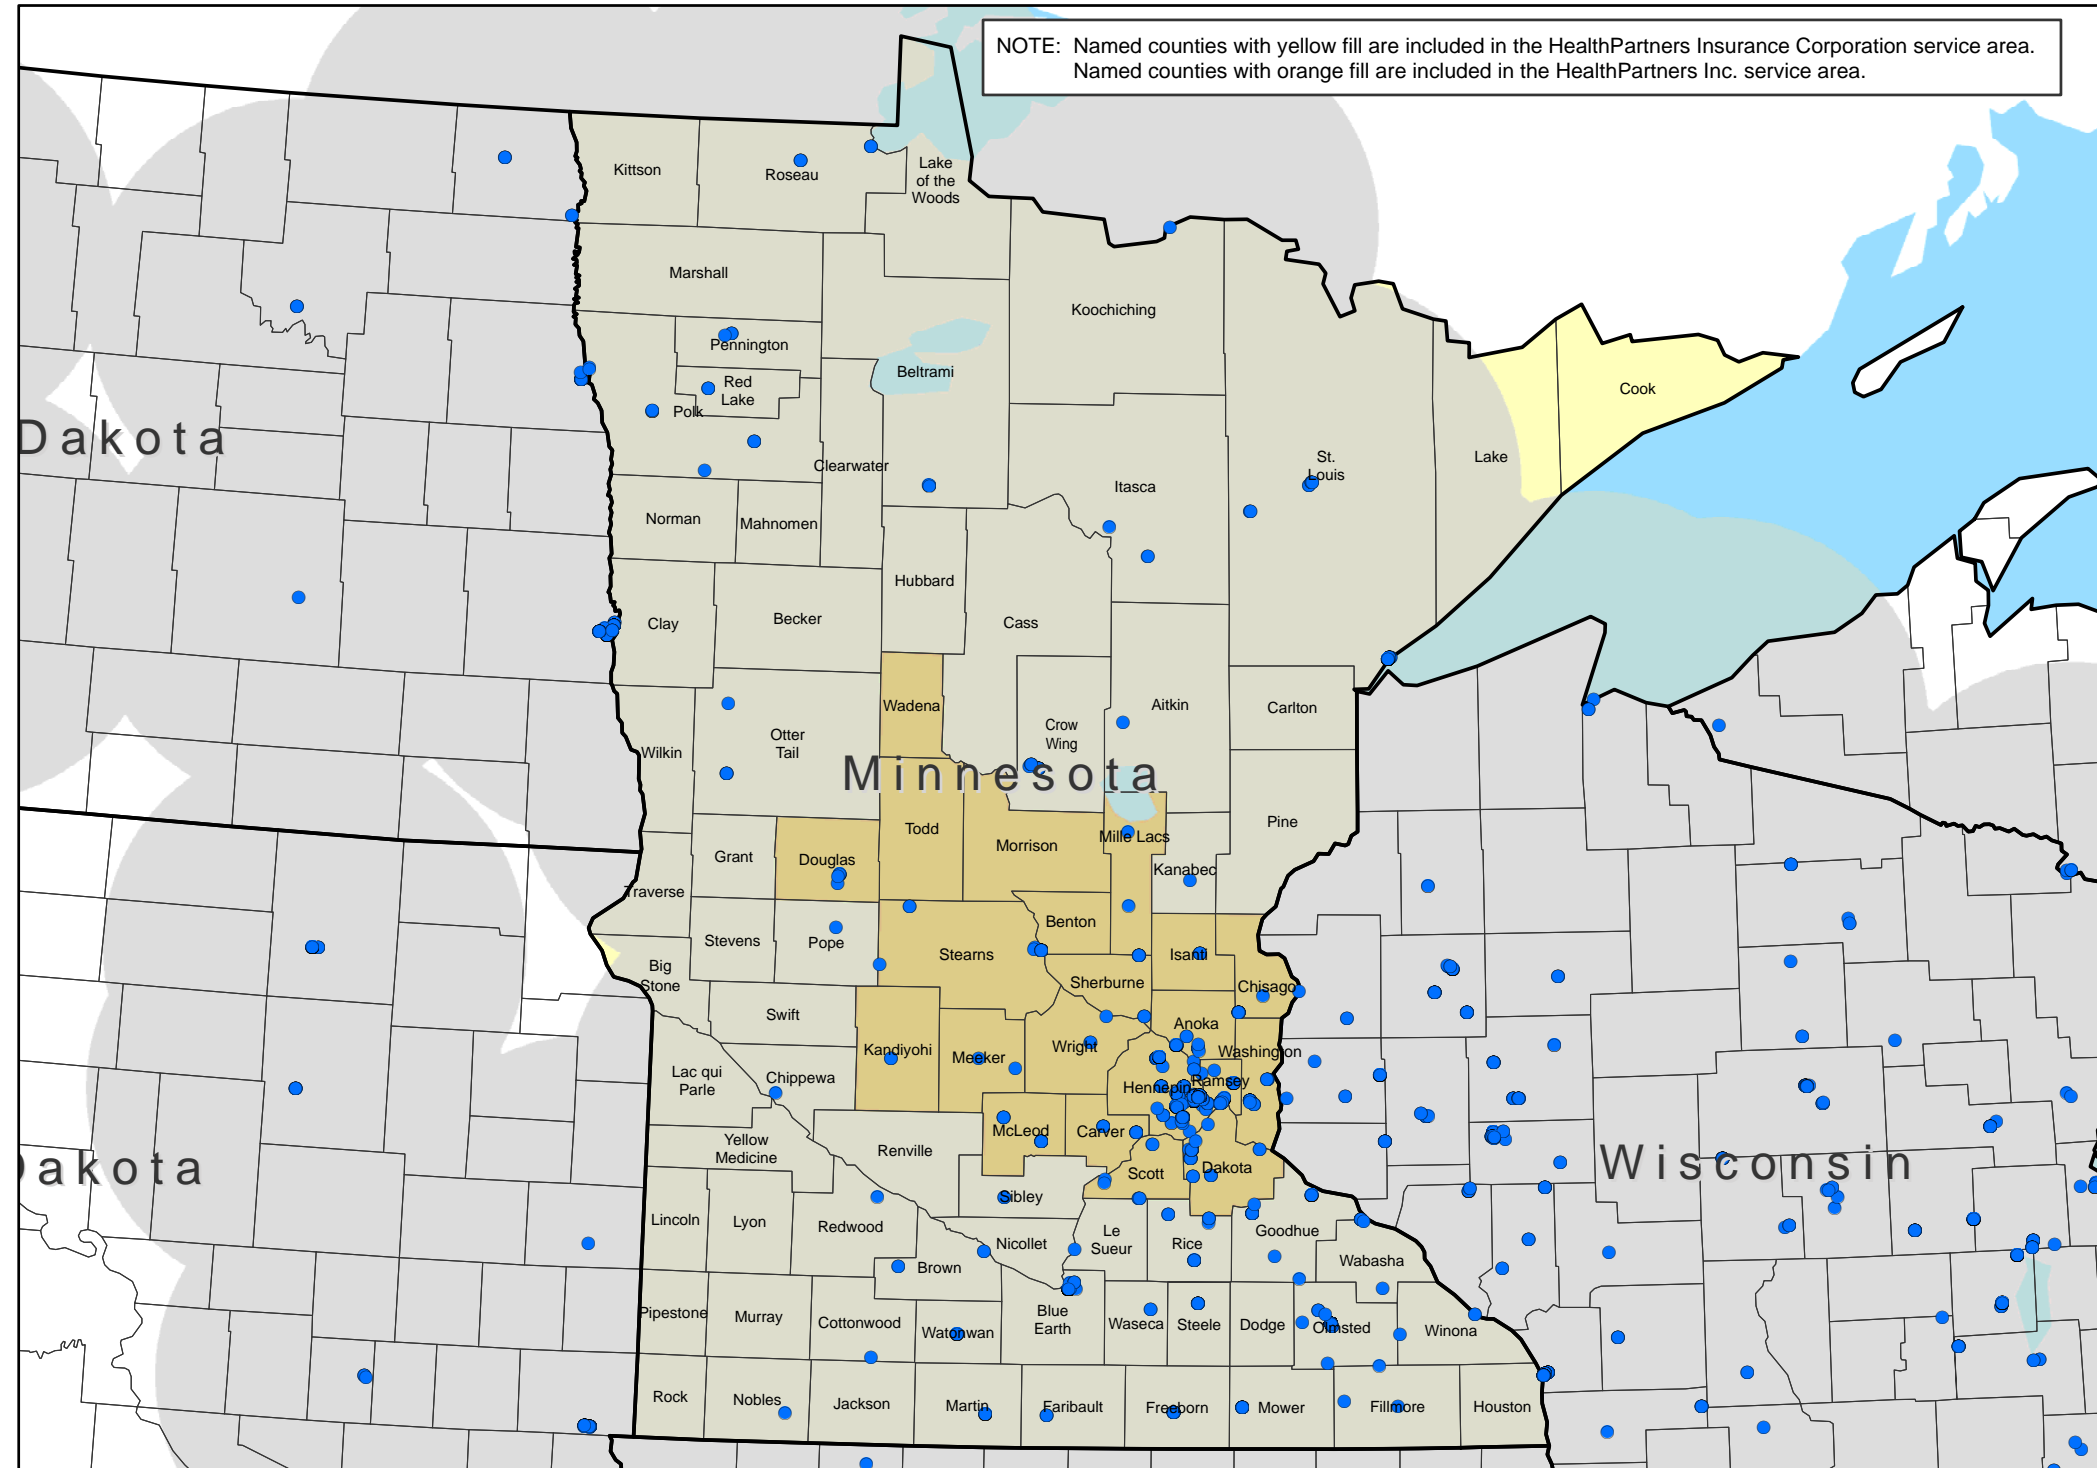 NOTE: Named counties with yellow fill are included in the HealthPartners Insurance Corporation service area.
Named counties with orange fill are included in the HealthPartners Inc. service area.
Kittson
Roseau
Lake
of the
Woods
Marshall
Koochiching
Pennington
Beltrami
Red
Lake
Polk
Cook
Dakota
Clearwater
St.
Louis
Lake
Itasca
Norman
Mahnomen
Hubbard
Clay
Becker
Cass
Wadena
Aitkin
Carlton
Otter
Tail
Crow
Wing
Wilkin
Minnesota
Todd
Morrison
Mille Lacs
Pine
Grant
Douglas
Kanabec
Traverse
Benton
Stevens
Pope
Stearns
Isanti
Big
Stone
Sherburne
Chisago
Swift
Anoka
Kandiyohi
Meeker
Wright
Washington
Lac qui
Parle
Chippewa
Hennepin
Ramsey
McLeod
Carver
Yellow
Medicine
Renville
Dakota
Scott
Dakota
Wisconsin
Sibley
Lincoln
Lyon
Redwood
Le
Sueur
Nicollet
Rice
Goodhue
Brown
Wabasha
Pipestone
Murray
Cottonwood
Watonwan
Blue
Earth
Waseca
Steele
Dodge
Olmsted
Winona
Rock
Nobles
Jackson
Martin
Faribault
Freeborn
Mower
Fillmore
Houston